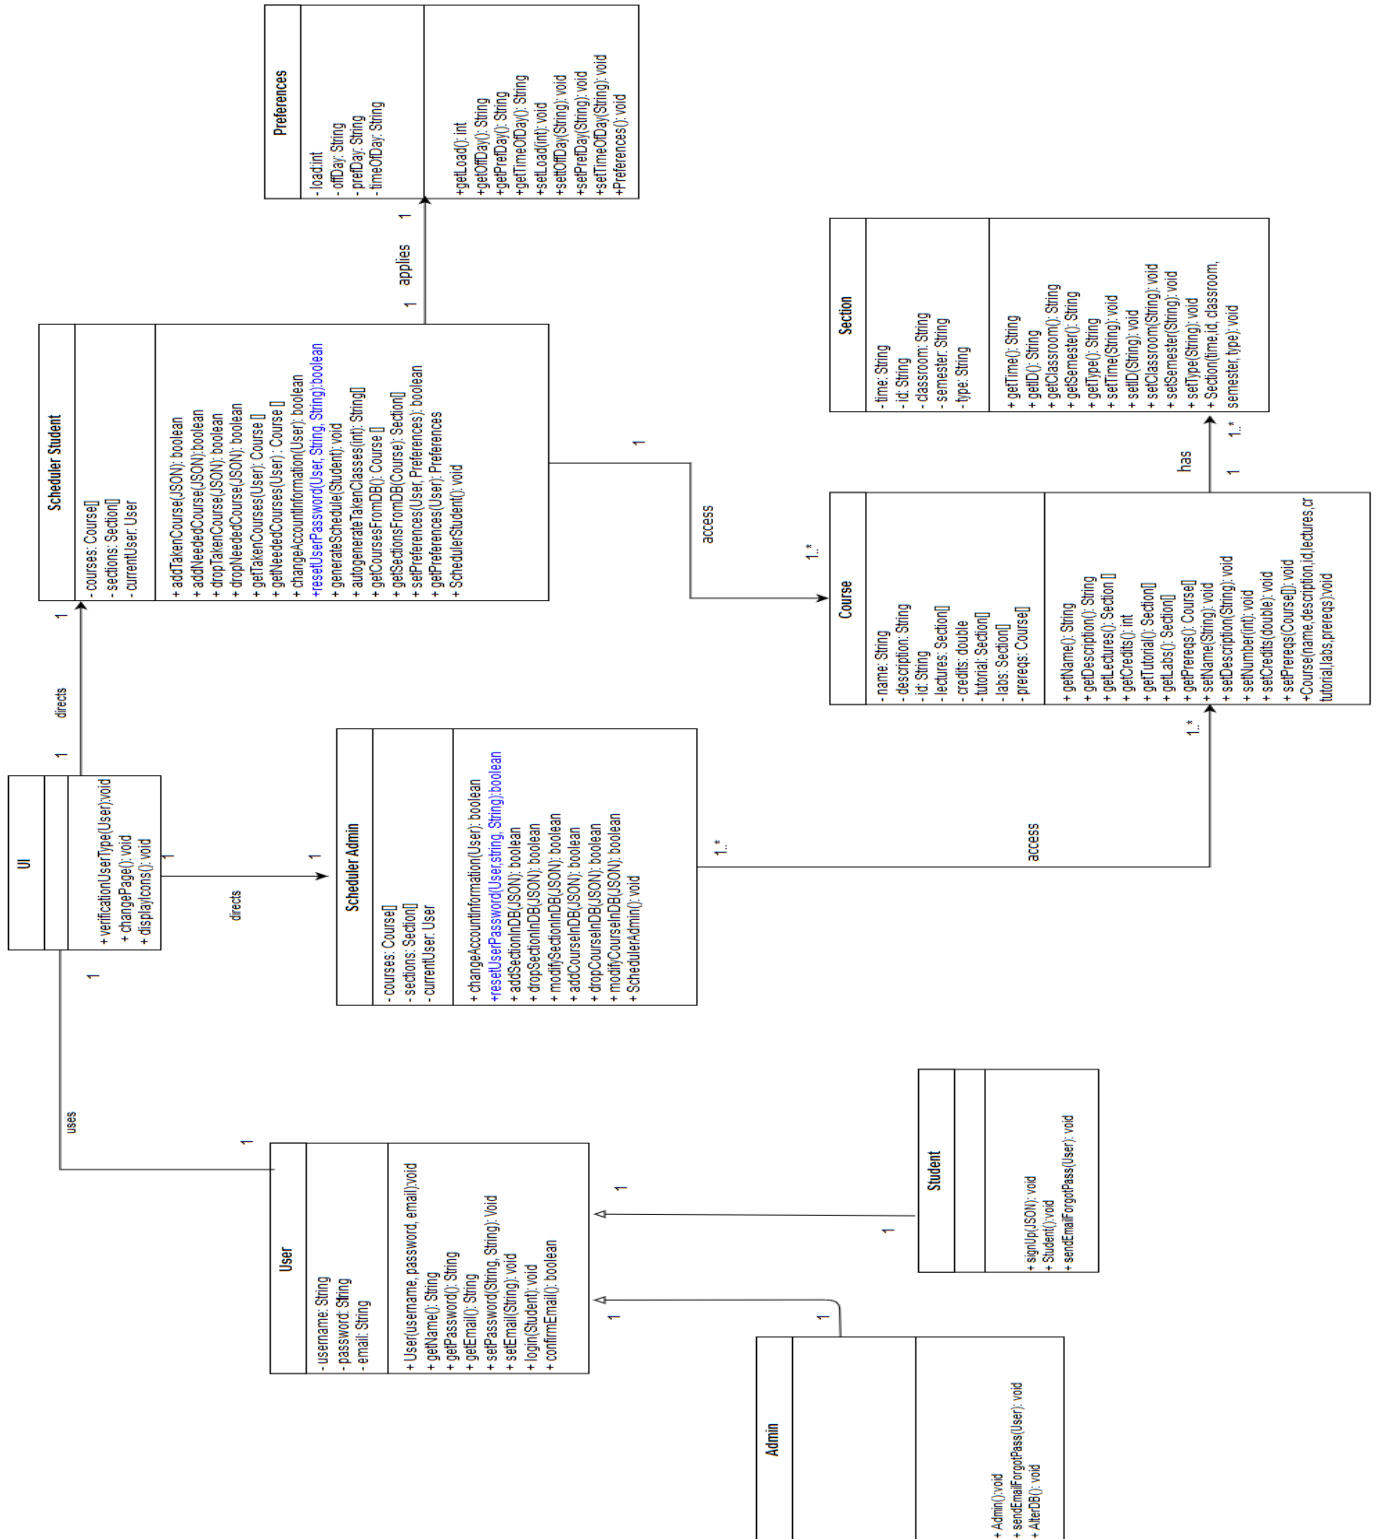 UI
+ verificationUserType(User):void
+ changePage(): void
+ displayIcons(): void
uses
1
1
directs
1
1
directs
1
1
User
- username: String
- password: String
- email: String
+ User(username, password, email):void
+ getName(): String
+ getPassword(): String
+ getEmail(): String
+ setPassword(String, String): Void
+ setEmail(String): void
+ login(Student): void
+ confirmEmail(): boolean
Scheduler Admin
- courses: Course[]
- sections: Section[]
- currentUser: User
+ changeAccountInformation(User): boolean
+resetUserPassword(User,string, String):boolean
+ addSectionInDB(JSON): boolean
+ dropSectionInDB(JSON): boolean
+ modifySectionInDB(JSON): boolean
+ addCourseInDB(JSON): boolean
+ dropCourseInDB(JSON): boolean
+ modifyCourseInDB(JSON): boolean
+ SchedulerAdmin(): void
Scheduler Student
- courses: Course[]
- sections: Section[]
- currentUser: User
+ addTakenCourse(JSON): boolean
+ addNeededCourse(JSON):boolean
+ dropTakenCourse(JSON): boolean
+ dropNeededCourse(JSON): boolean
+ getTakenCourses(User): Course []
+ getNeededCourses(User) : Course []
+ changeAccountInformation(User): boolean
+resetUserPassword(User, String, String):boolean
+ generateSchedule(Student): void
+ autogenerateTakenClasses(int): String[]
+ getCoursesFromDB(): Course []
+ getSectionsFromDB(Course): Section[]
+ setPreferences(User, Preferences): boolean
+ getPreferences(User): Preferences
+ SchedulerStudent(): void
1
applies
1
Preferences
- load:int
- offDay: String
- prefDay: String
- timeOfDay: String
+getLoad(): int
+getOffDay(): String
+getPrefDay(): String
+getTimeOfDay(): String
+setLoad(int): void
+settOffDay(String): void
+setPrefDay(String): void
+setTimeOfDay(String): void
+Preferences(): void
1
1
1
1
Admin
+ Admin():void
+ sendEmailForgotPass(User): void
+ AlterDB(): void
Student
+ signUp(JSON): void
+ Student():void
+ sendEmailForgotPass(User): void
1..*
access
1..*
1
access
1..*
Course
- name: String
- description: String
- id: String
- lectures: Section[]
- credits: double
- tutorial: Section[]
- labs: Section[]
- prereqs: Course[]
+ getName(): String
+ getDescription(): String
+ getLectures(): Section []
+ getCredits(): int
+ getTutorial(): Section[]
+ getLabs(): Section[]
+ getPrereqs(): Course[]
+ setName(String): void
+ setDescription(String): void
+ setNumber(int): void
+ setCredits(double): void
+ setPrereqs(Course[]): void
+Course(name,description,id,lectures,cr
tutorial,labs,prereqs):void
1
has
1..*
Section
- time: String
- id: String
- classroom: String
- semester: String
- type: String
+ getTime(): String
+ getID(): String
+ getClassroom(): String
+ getSemester(): String
+ getType(): String
+ setTime(String): void
+ setID(String): void
+ setClassroom(String): void
+ setSemester(String): void
+ setType(String): void
+ Section(time,id, classroom,
semester, type): void